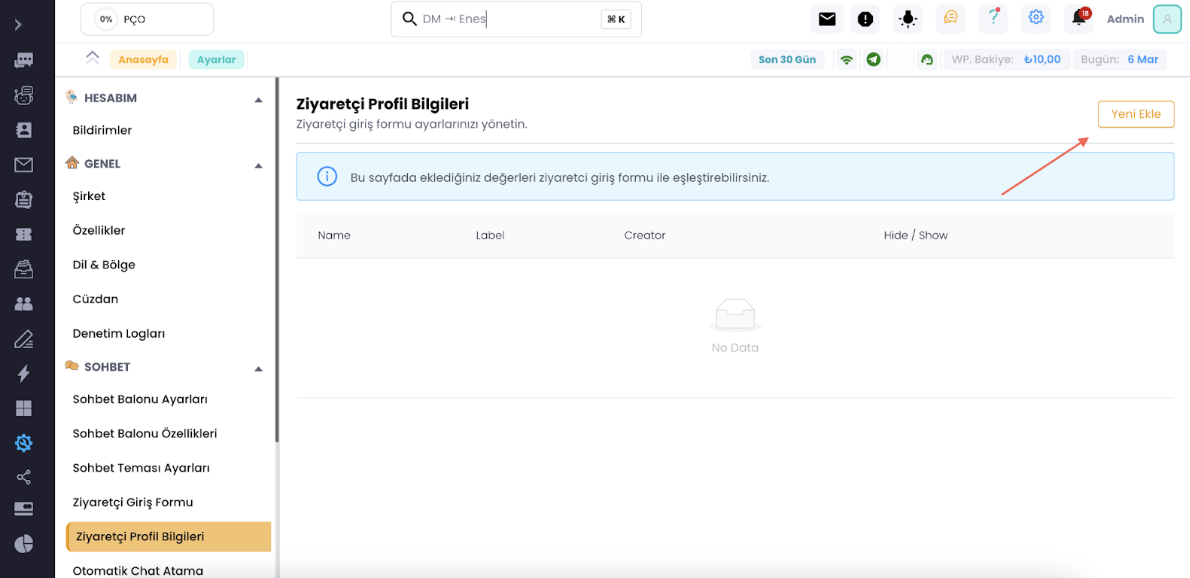 0% PÇO
DM → Enes
⌘ K
18
Admin
Anasayfa
Ayarlar
Son 30 Gün
WP. Bakiye: ₺10,00
Bugün: 6 Mar
HESABIM
Bildirimler
GENEL
Şirket
Özellikler
Dil & Bölge
Cüzdan
Denetim Logları
SOHBET
Sohbet Balonu Ayarları
Sohbet Balonu Özellikleri
Sohbet Teması Ayarları
Ziyaretçi Giriş Formu
Ziyaretçi Profil Bilgileri
Otomatik Chat Atama
Ziyaretçi Profil Bilgileri
Ziyaretçi giriş formu ayarlarınızı yönetin.
Yeni Ekle
Bu sayfada eklediğiniz değerleri ziyaretci giriş formu ile eşleştirebilirsiniz.
Name Label Creator Hide / Show
No Data